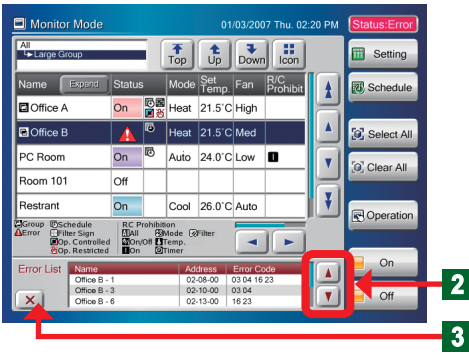 Monitor Mode 01/03/2007 Thu. 02:20 PM Status:Error
All
Large Group
Top Up Down Icon
Setting
Name Expand Status Mode Set Temp. Fan R/C Prohibit
Schedule
Office A On Heat 21.5°C High
Office B Heat 21.5°C Med
Select All
PC Room On Auto 24.0°C Low
Clear All
Room 101 Off
Restrant On Cool 26.0°C Auto
Operation
Group Schedule RC Prohibition
Error Filter Sign All Mode Filter
Op. Controlled On/Off Temp.
Op. Restricted On Timer
Error List Name Address Error Code
Office B - 1 02-08-00 03 04 16 23
Office B - 3 02-10-00 03 04
Office B - 6 02-13-00 16 23
On
Off
2
3